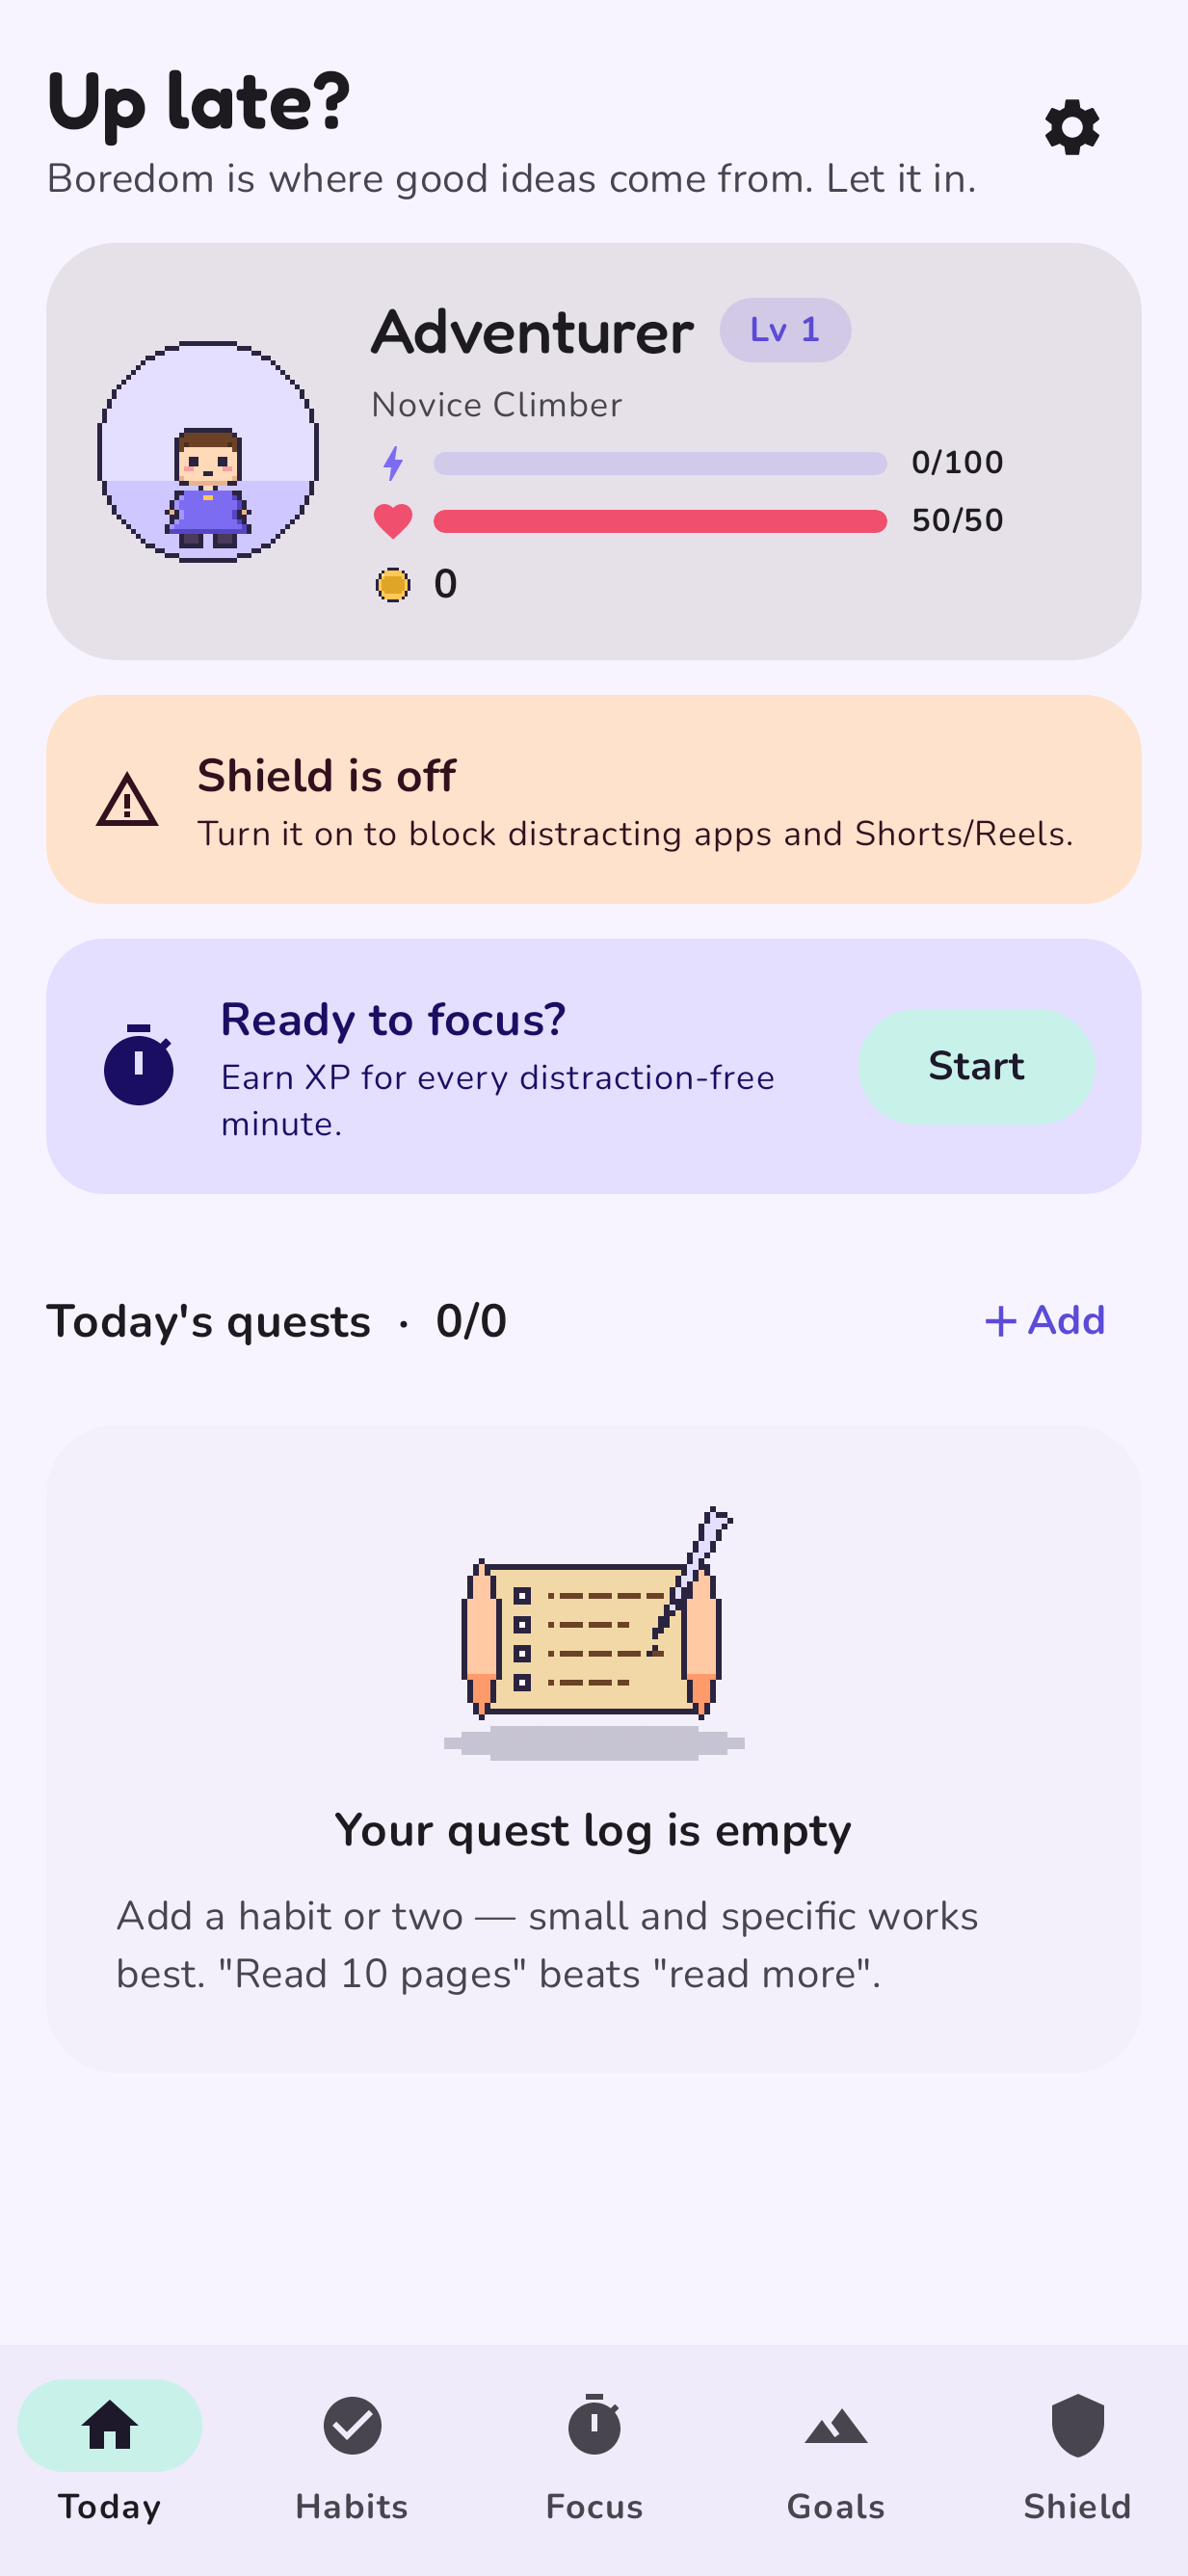 Up late?
Boredom is where good ideas come from. Let it in.
Adventurer
Lv 1
Novice Climber
0/100
50/50
0
Shield is off
Turn it on to block distracting apps and Shorts/Reels.
Ready to focus?
Earn XP for every distraction-free
minute.
Start
Today's quests · 0/0
+ Add
Your quest log is empty
Add a habit or two — small and specific works
best. "Read 10 pages" beats "read more".
Today
Habits
Focus
Goals
Shield